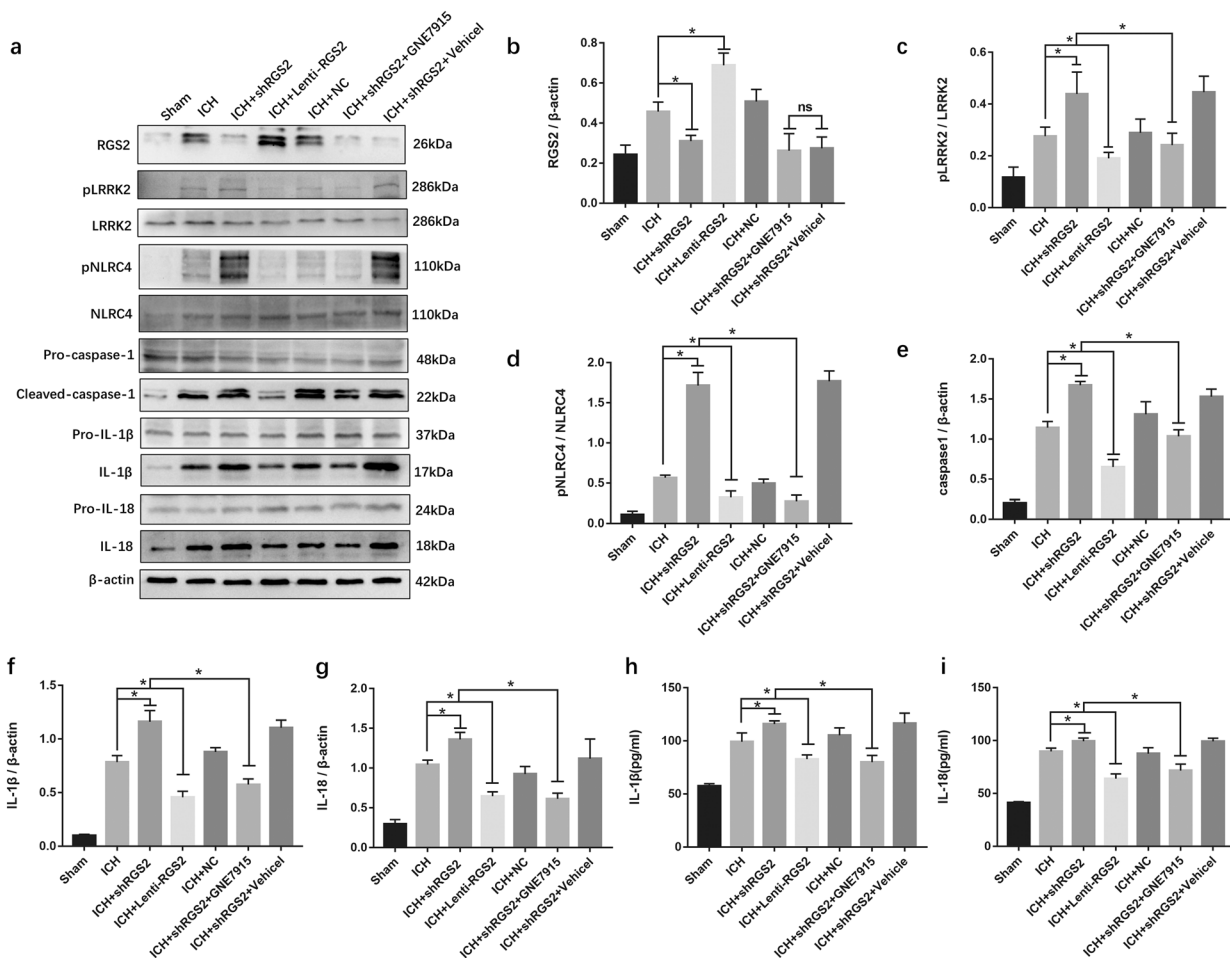 a
Sham
ICH
ICH+shRGS2
ICH+Lenti-RGS2
ICH+NC
ICH+shRGS2+GNE7915
ICH+shRGS2+Vehicel
RGS2 26kDa
pLRRK2 286kDa
LRRK2 286kDa
pNLRC4 110kDa
NLRC4 110kDa
Pro-caspase-1 48kDa
Cleaved-caspase-1 22kDa
Pro-IL-1β 37kDa
IL-1β 17kDa
Pro-IL-18 24kDa
IL-18 18kDa
β-actin 42kDa
b
RGS2 / β-actin
0.8
0.6
0.4
0.2
0.0
*
*
ns
Sham
ICH
ICH+shRGS2
ICH+Lenti-RGS2
ICH+NC
ICH+shRGS2+GNE7915
ICH+shRGS2+Vehicel
c
pLRRK2 / LRRK2
0.6
0.4
0.2
0.0
*
*
*
Sham
ICH
ICH+shRGS2
ICH+Lenti-RGS2
ICH+NC
ICH+shRGS2+GNE7915
ICH+shRGS2+Vehicel
d
pNLRC4 / NLRC4
2.0
1.5
1.0
0.5
0.0
*
*
*
Sham
ICH
ICH+shRGS2
ICH+Lenti-RGS2
ICH+NC
ICH+shRGS2+GNE7915
ICH+shRGS2+Vehicel
e
caspase1 / β-actin
2.0
1.5
1.0
0.5
0.0
*
*
*
Sham
ICH
ICH+shRGS2
ICH+Lenti-RGS2
ICH+NC
ICH+shRGS2+GNE7915
ICH+shRGS2+Vehicle
f
IL-1β / β-actin
1.5
1.0
0.5
0.0
*
*
*
Sham
ICH
ICH+shRGS2
ICH+Lenti-RGS2
ICH+NC
ICH+shRGS2+GNE7915
ICH+shRGS2+Vehicel
g
IL-18 / β-actin
2.0
1.5
1.0
0.5
0.0
*
*
*
Sham
ICH
ICH+shRGS2
ICH+Lenti-RGS2
ICH+NC
ICH+shRGS2+GNE7915
ICH+shRGS2+Vehicel
h
IL-1β(pg/ml)
150
100
50
0
*
*
*
Sham
ICH
ICH+shRGS2
ICH+Lenti-RGS2
ICH+NC
ICH+shRGS2+GNE7915
ICH+shRGS2+Vehicel
i
IL-18(pg/ml)
150
100
50
0
*
*
*
Sham
ICH
ICH+shRGS2
ICH+Lenti-RGS2
ICH+NC
ICH+shRGS2+GNE7915
ICH+shRGS2+Vehicel